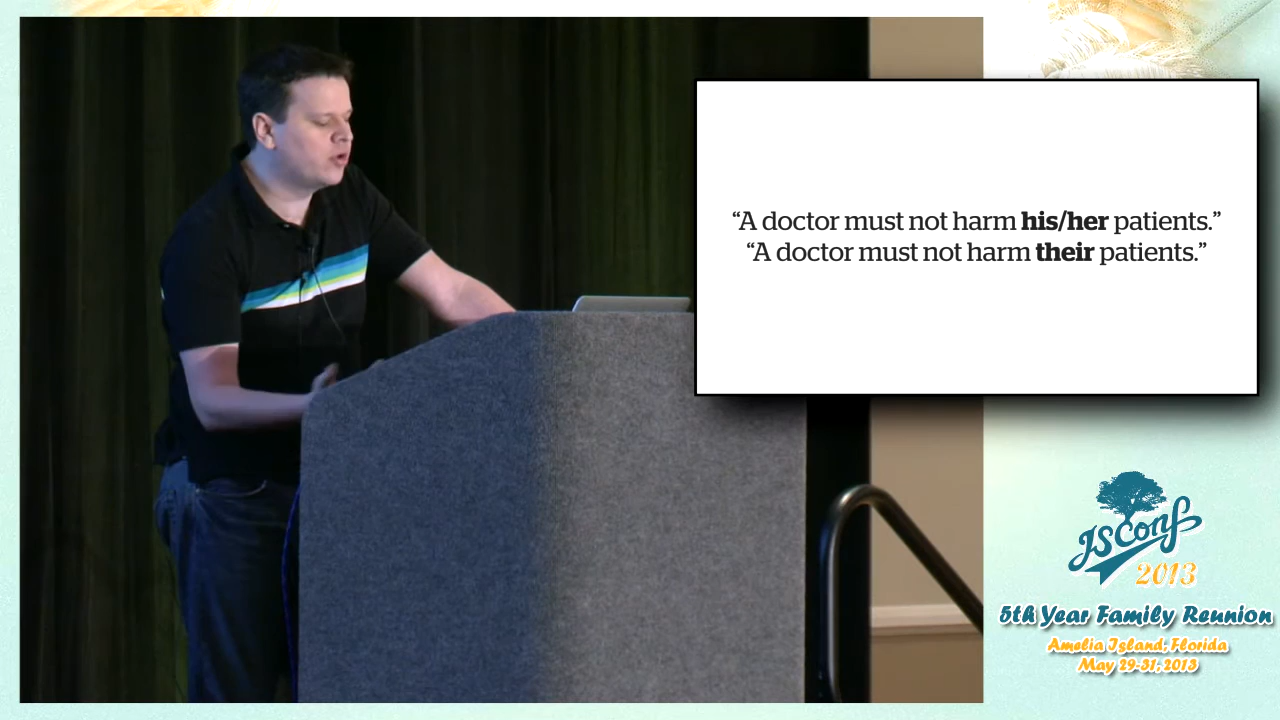 “A doctor must not harm his/her patients.”
“A doctor must not harm their patients.”
JSConf
2013
5th Year Family Reunion
Amelia Island, Florida
May 29-31, 2013